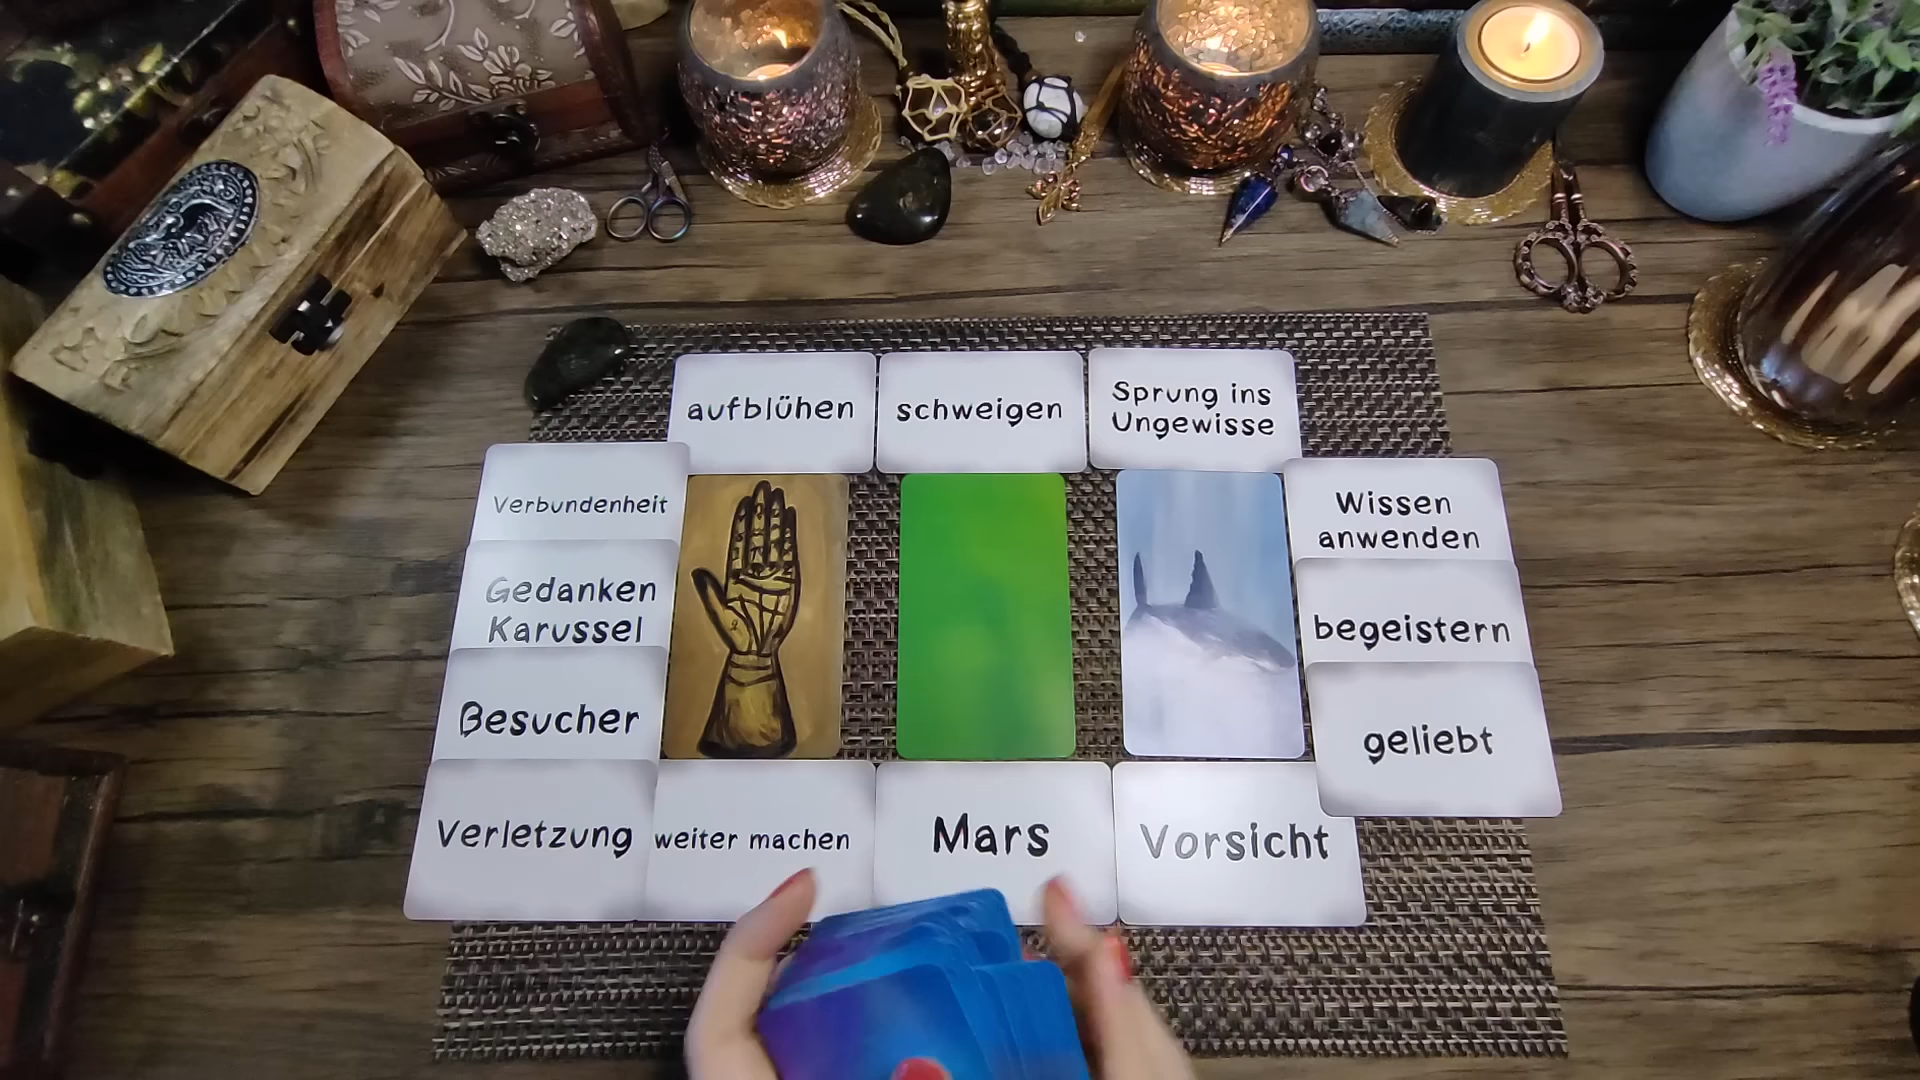 aufblühen
schweigen
Sprung ins
Ungewisse
Verbundenheit
Gedanken
Karussel
Besucher
Verletzung
weiter machen
Mars
Vorsicht
Wissen
anwenden
begeistern
geliebt